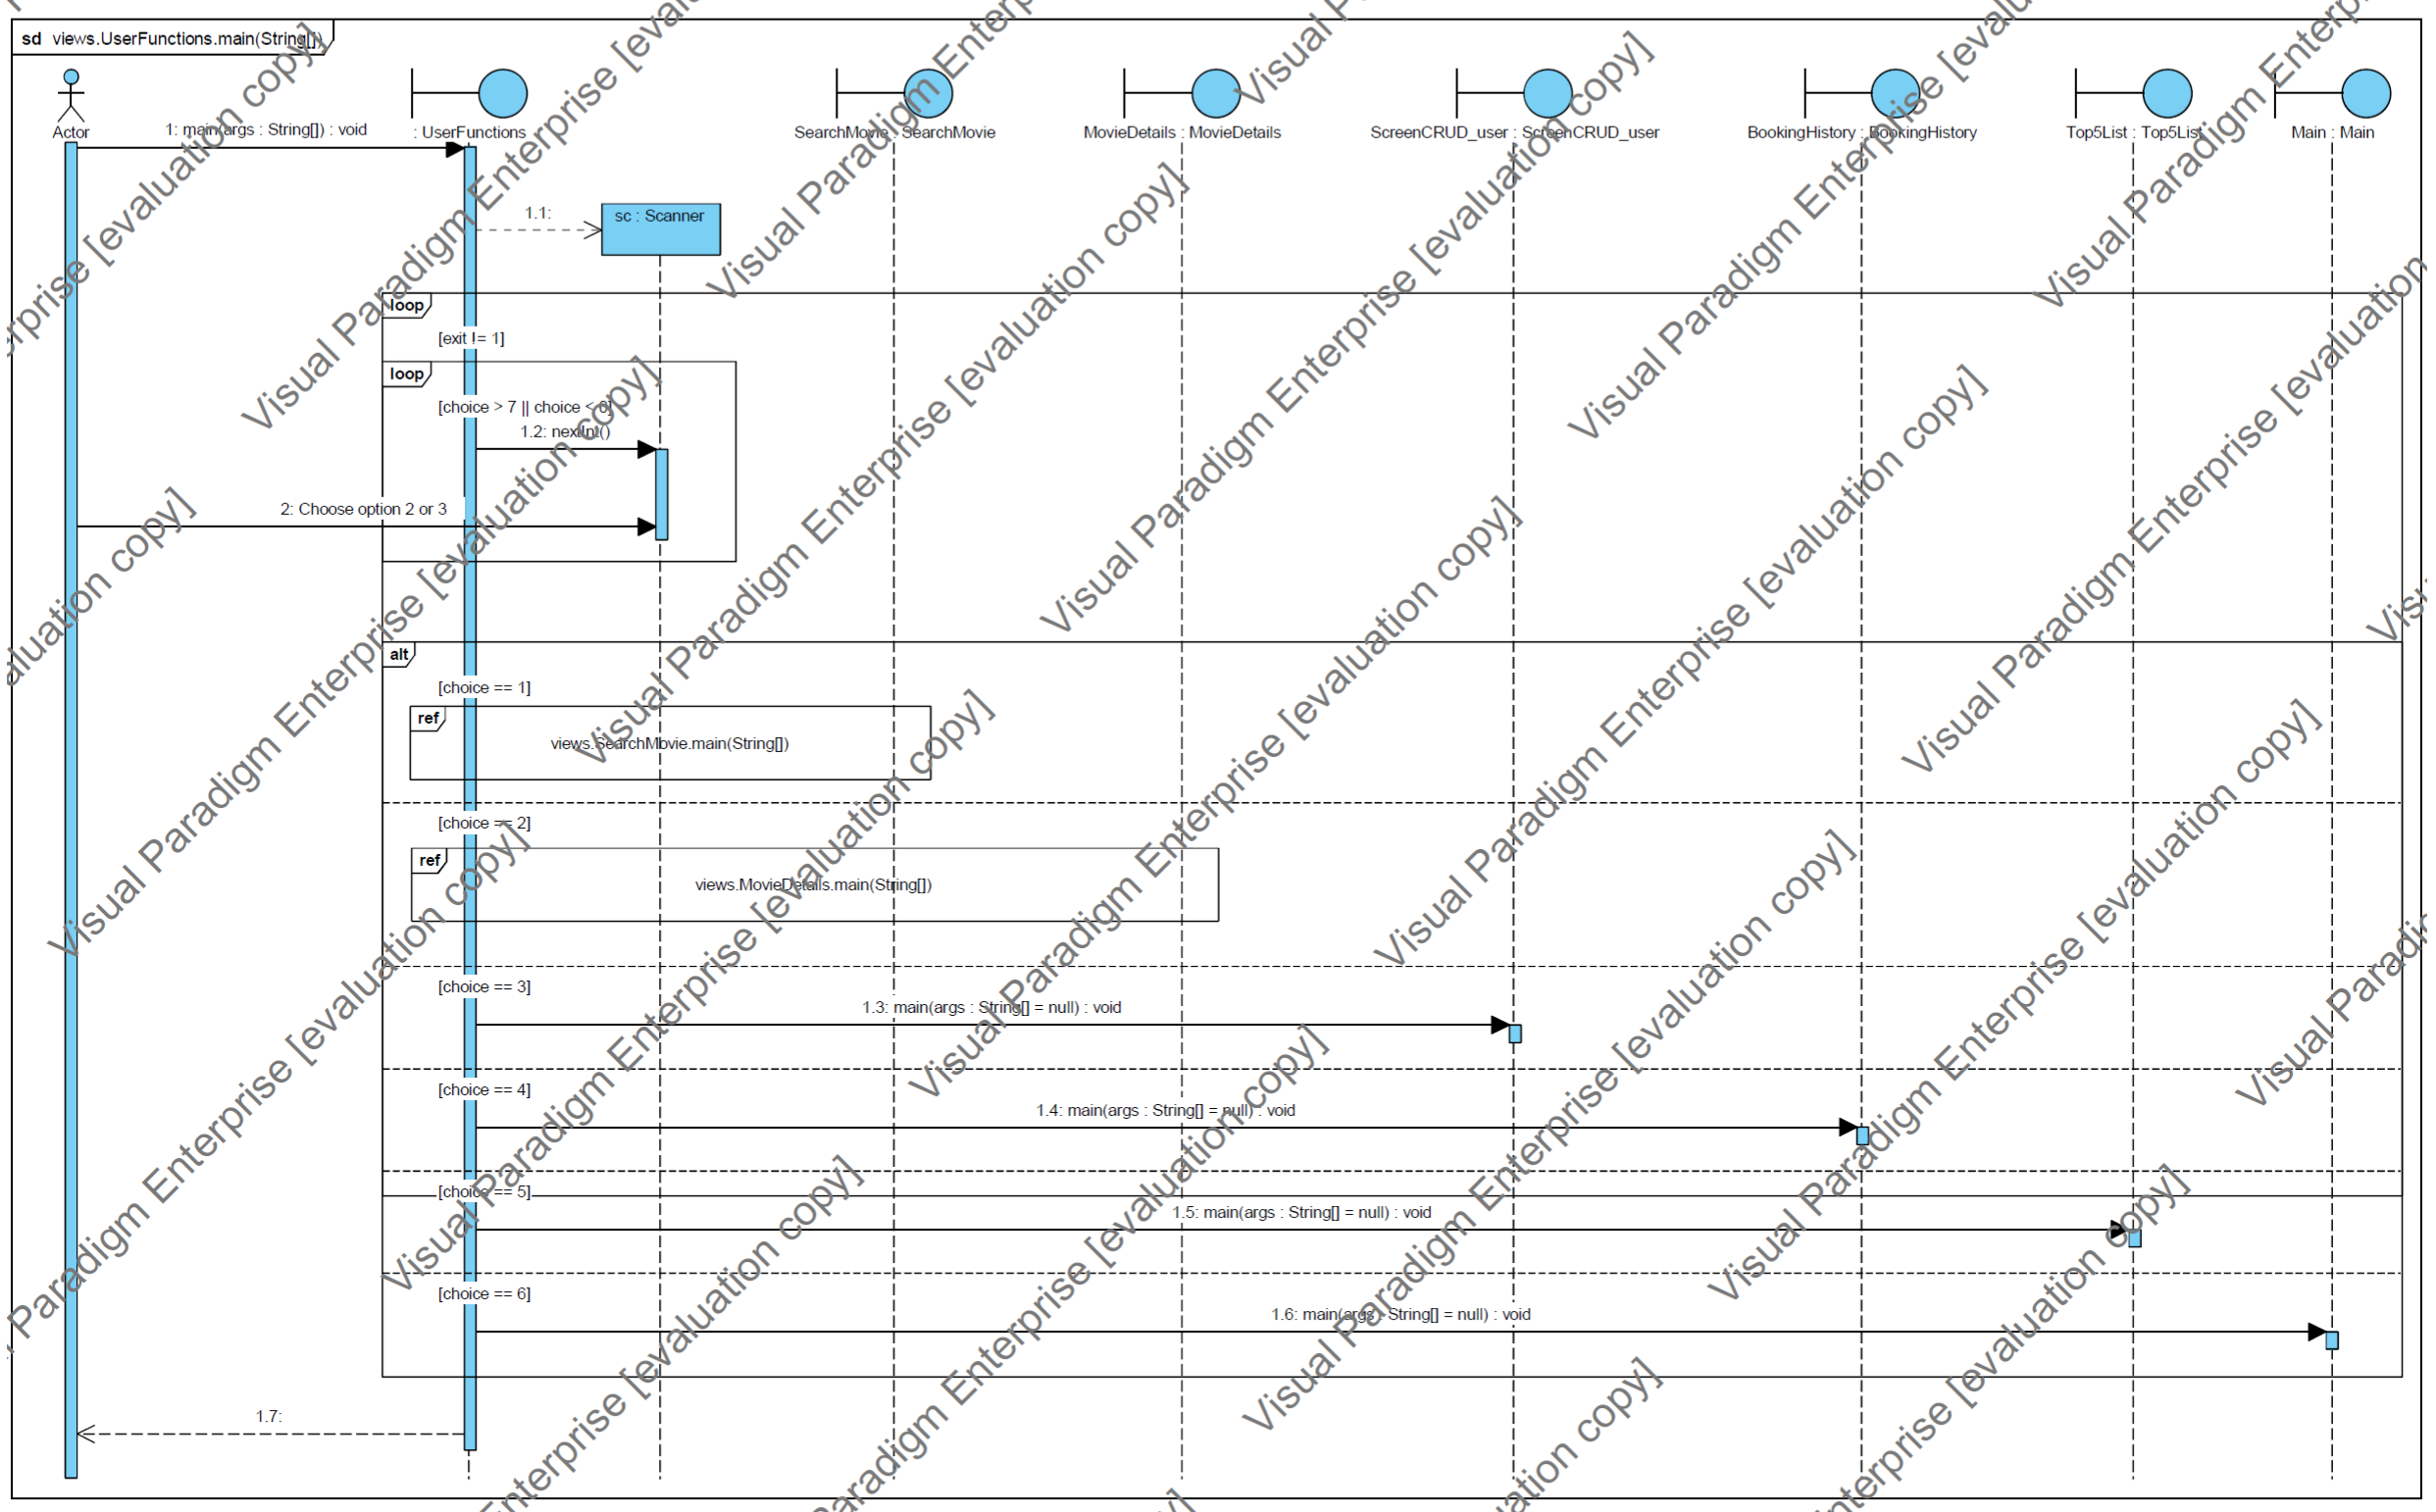 sd views.UserFunctions.main(String[])
Actor
1: main(args : String[]) : void
: UserFunctions
SearchMovie : SearchMovie
MovieDetails : MovieDetails
ScreenCRUD_user : ScreenCRUD_user
BookingHistory : BookingHistory
Top5List : Top5List
Main : Main
1.1:
sc : Scanner
loop
[exit != 1]
loop
[choice > 7 || choice < 0]
1.2: nextInt()
2: Choose option 2 or 3
alt
[choice == 1]
ref
views.SearchMovie.main(String[])
[choice == 2]
ref
views.MovieDetails.main(String[])
[choice == 3]
1.3: main(args : String[] = null) : void
[choice == 4]
1.4: main(args : String[] = null) : void
[choice == 5]
1.5: main(args : String[] = null) : void
[choice == 6]
1.6: main(args : String[] = null) : void
1.7:
Visual Paradigm Enterprise [evaluation copy]